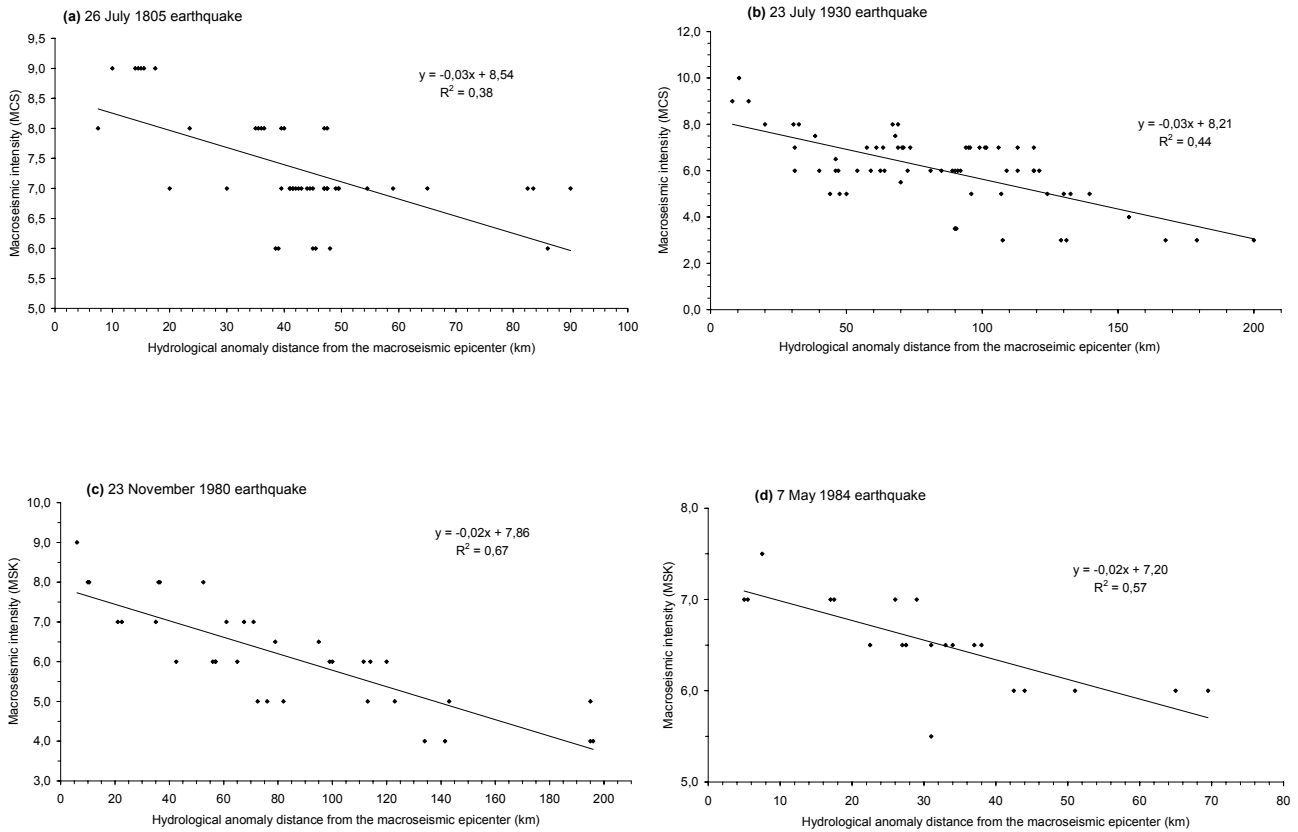 (a) 26 July 1805 earthquake
9,5
9,0
8,5
8,0
7,5
7,0
6,5
6,0
5,5
5,0
Macroseismic intensity (MCS)
y = -0,03x + 8,54
R² = 0,38
0 10 20 30 40 50 60 70 80 90 100
Hydrological anomaly distance from the macroseimic epicenter (km)
(b) 23 July 1930 earthquake
12,0
10,0
8,0
6,0
4,0
2,0
0,0
Macroseismic intensity (MCS)
y = -0,03x + 8,21
R² = 0,44
0 50 100 150 200
Hydrological anomaly distance from the macroseimic epicenter (km)
(c) 23 November 1980 earthquake
10,0
9,0
8,0
7,0
6,0
5,0
4,0
3,0
Macroseismic intensity (MSK)
y = -0,02x + 7,86
R² = 0,67
0 20 40 60 80 100 120 140 160 180 200
Hydrological anomaly distance from the macroseismic epicenter (km)
(d) 7 May 1984 earthquake
8,0
7,0
6,0
5,0
Macroseismic intensity (MSK)
y = -0,02x + 7,20
R² = 0,57
0 10 20 30 40 50 60 70 80
Hydrological anomaly distance from the macroseismic epicenter (km)